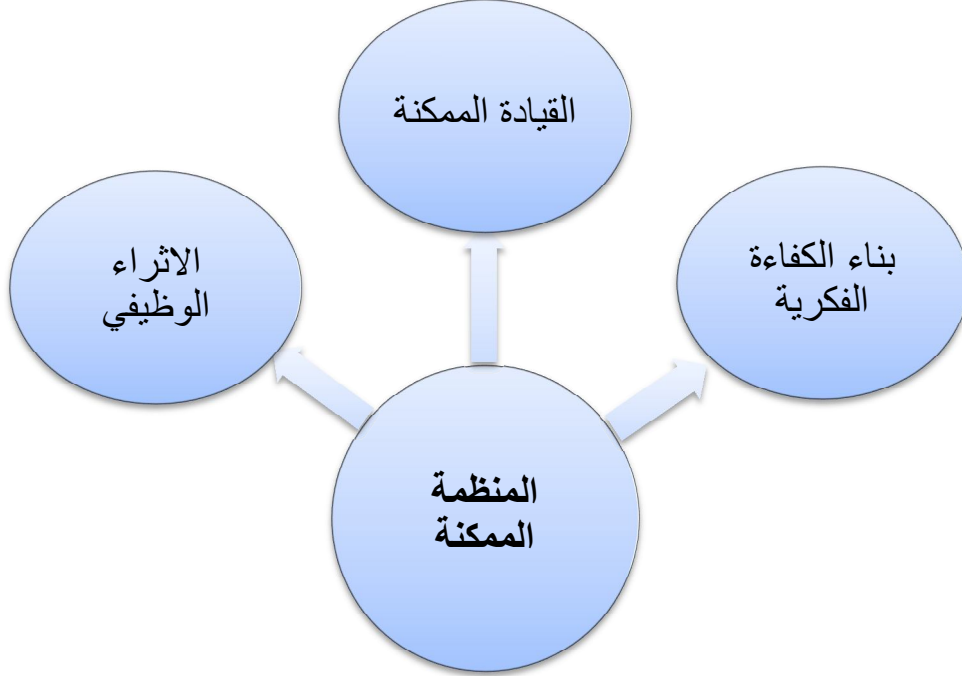 القيادة الممكنة
بناء الكفاءة
الفكرية
الاثراء
الوظيفي
المنظمة
الممكنة